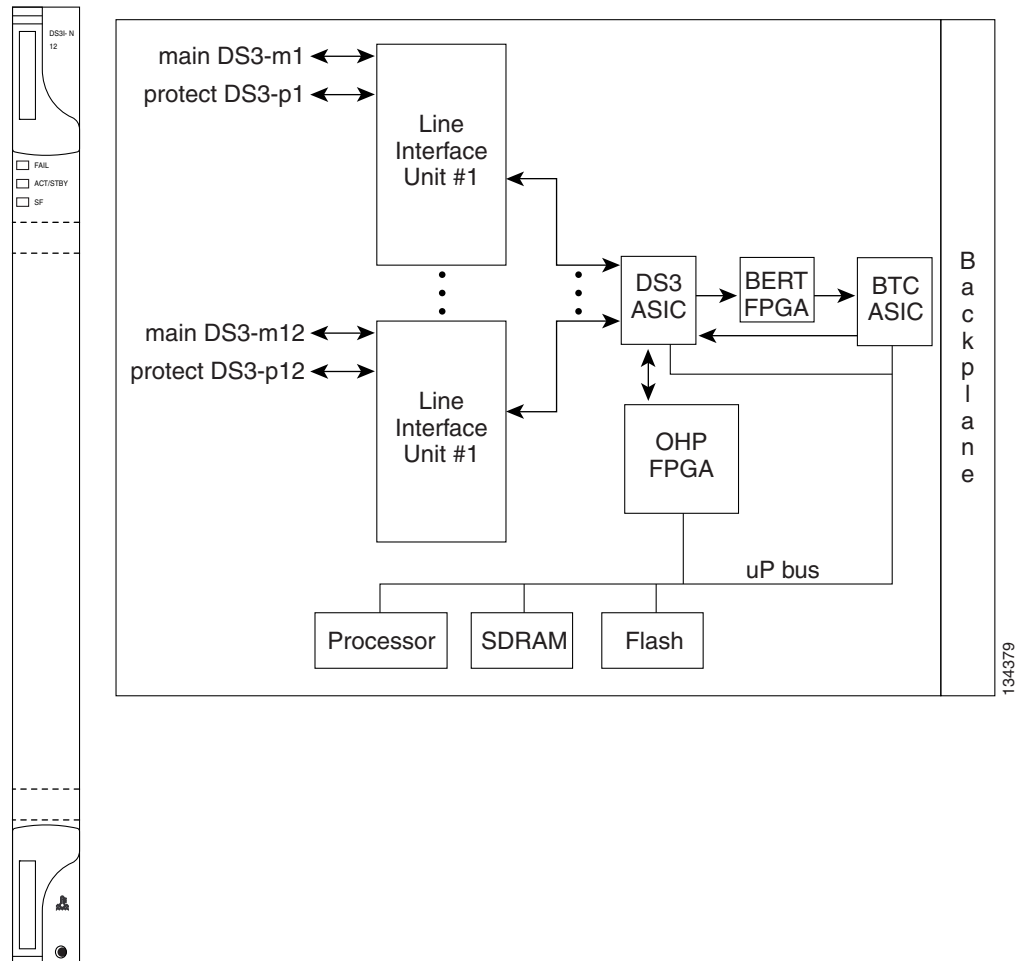 DS3I- N
12
FAIL
ACT/STBY
SF
main DS3-m1
protect DS3-p1
Line
Interface
Unit #1
main DS3-m12
protect DS3-p12
Line
Interface
Unit #1
DS3
ASIC
BERT
FPGA
BTC
ASIC
OHP
FPGA
uP bus
Processor
SDRAM
Flash
Backplane
134379